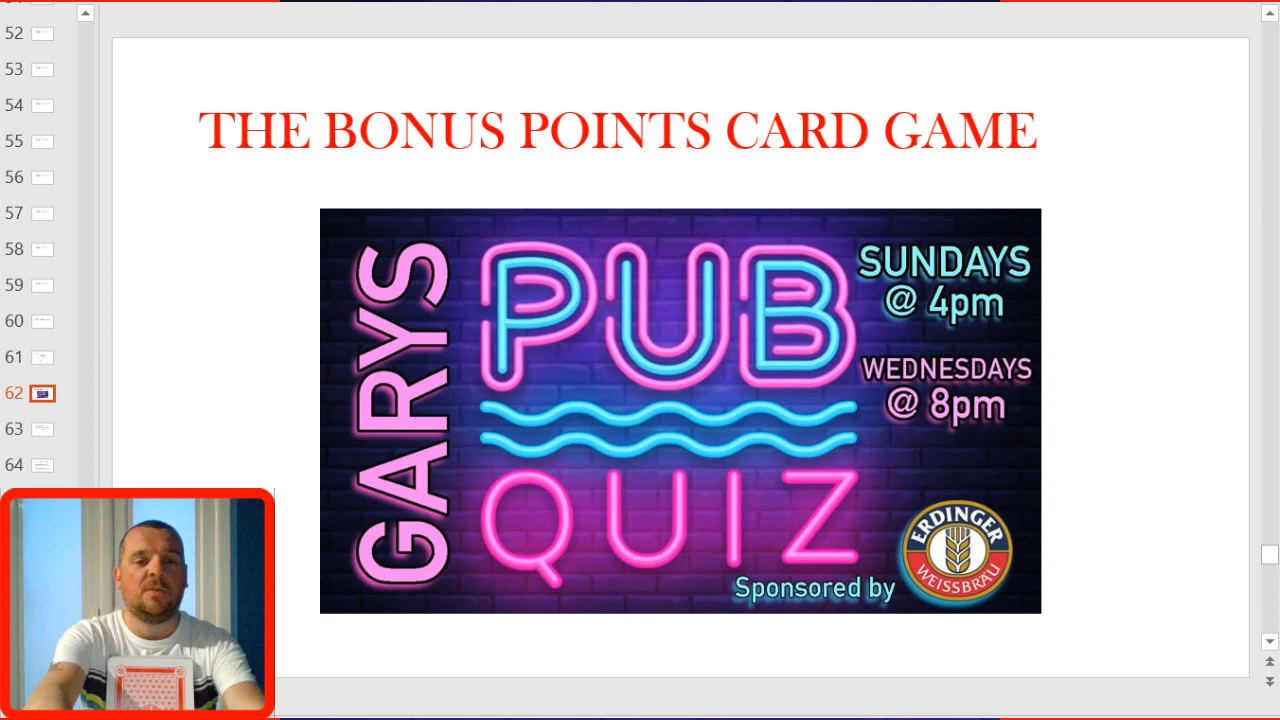 52
53
54
55
56
57
58
59
60
61
62
63
64
THE BONUS POINTS CARD GAME
GARYS
PUB
QUIZ
SUNDAYS
@ 4pm
WEDNESDAYS
@ 8pm
Sponsored by
ERDINGER
WEISSBRÄU